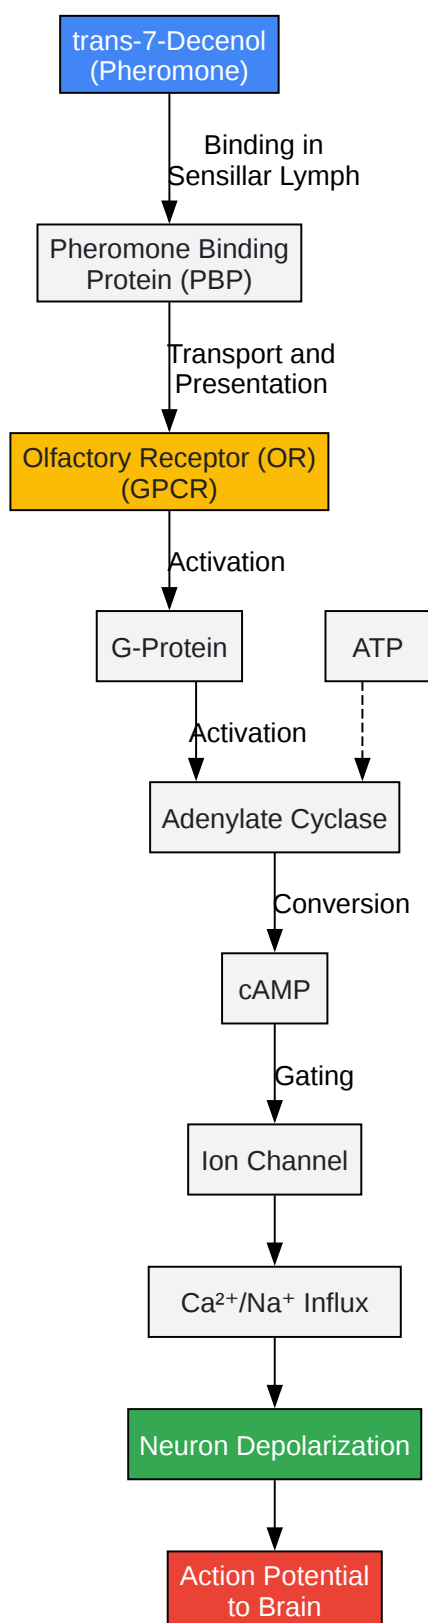 trans-7-Decenol
(Pheromone)
Binding in
Sensillar Lymph
Pheromone Binding
Protein (PBP)
Transport and
Presentation
Olfactory Receptor (OR)
(GPCR)
Activation
G-Protein
ATP
Activation
Adenylate Cyclase
Conversion
cAMP
Gating
Ion Channel
Ca²⁺/Na⁺ Influx
Neuron Depolarization
Action Potential
to Brain